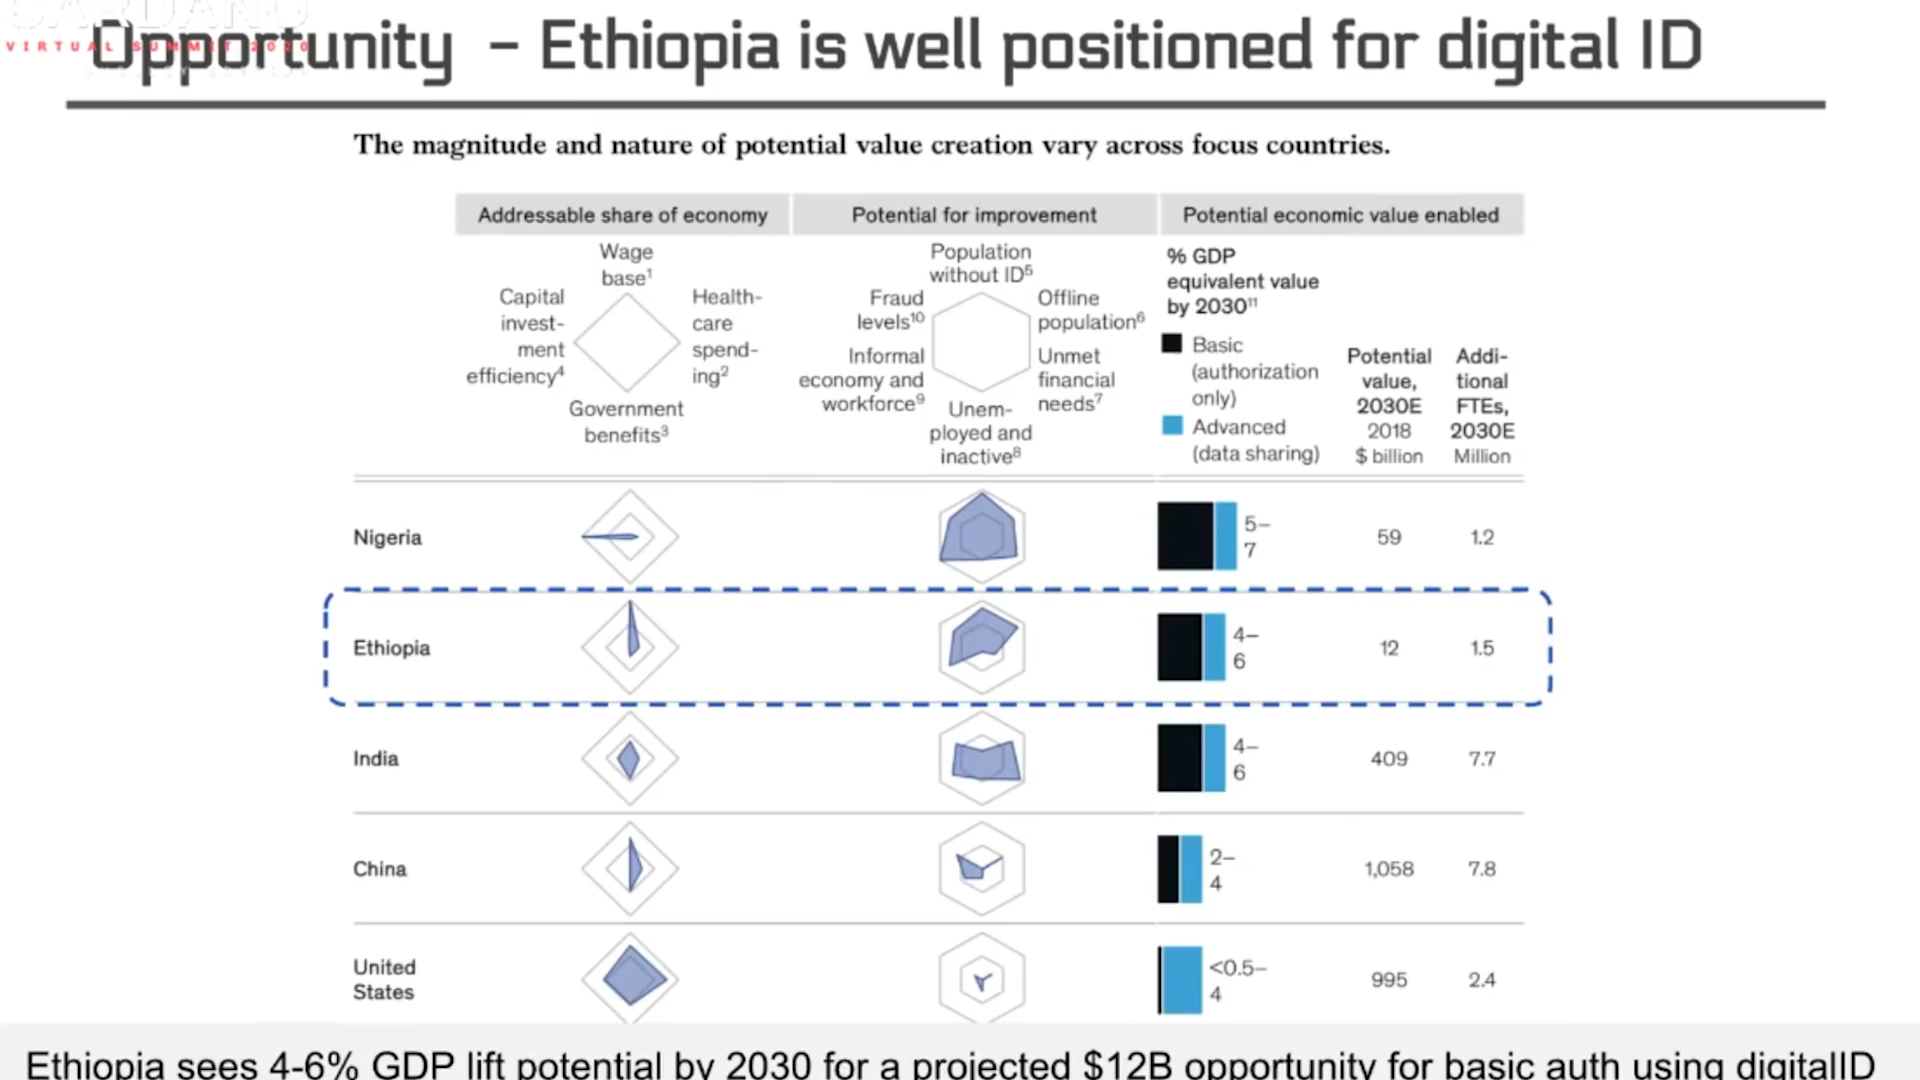 CARDANO
VIRTUAL SUMMIT 2020
Opportunity – Ethiopia is well positioned for digital ID
The magnitude and nature of potential value creation vary across focus countries.
Addressable share of economy
Wage
base¹
Capital
invest-
ment
efficiency⁴
Health-
care
spend-
ing²
Government
benefits³
Potential for improvement
Population
without ID⁵
Fraud
levels¹⁰
Offline
population⁶
Informal
economy and
workforce⁹
Unmet
financial
needs⁷
Unem-
ployed and
inactive⁸
Potential economic value enabled
% GDP
equivalent value
by 2030¹¹
Basic
(authorization
only)
Advanced
(data sharing)
Potential
value,
2030E
2018
$ billion
Addi-
tional
FTEs,
2030E
Million
Nigeria
5–
7
59
1.2
Ethiopia
4–
6
12
1.5
India
4–
6
409
7.7
China
2–
4
1,058
7.8
United
States
<0.5–
4
995
2.4
Ethiopia sees 4-6% GDP lift potential by 2030 for a projected $12B opportunity for basic auth using digitalID